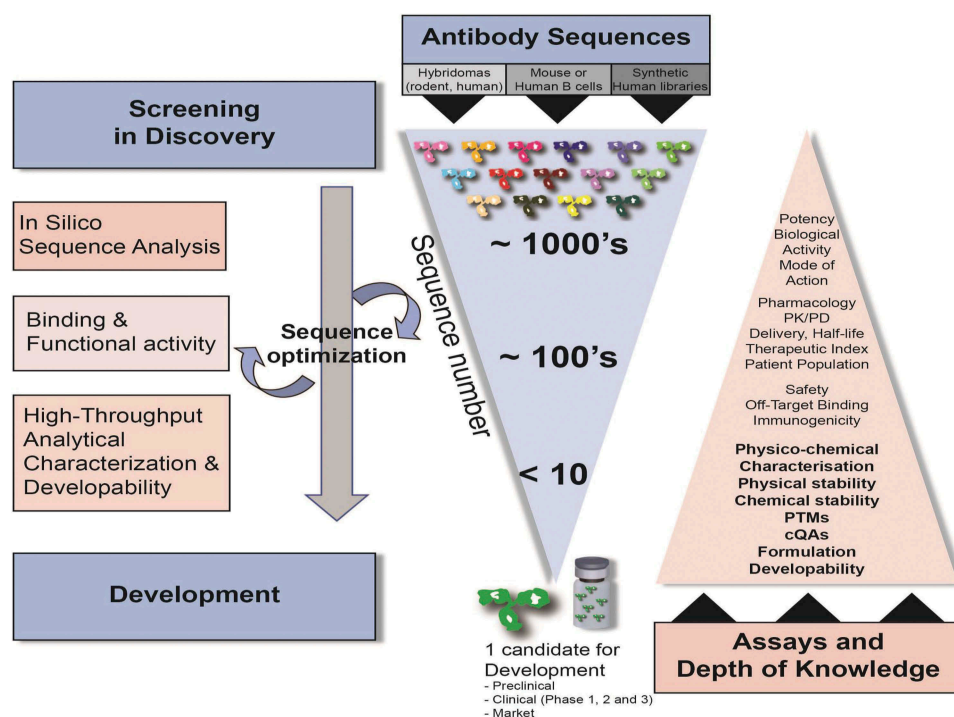 Antibody Sequences
Hybridomas
(rodent, human)
Mouse or
Human B cells
Synthetic
Human libraries
Screening
in Discovery
In Silico
Sequence Analysis
Binding &
Functional activity
High-Throughput
Analytical
Characterization &
Developability
Development
Sequence
optimization
Sequence number
~ 1000's
~ 100's
< 10
1 candidate for
Development
- Preclinical
- Clinical (Phase 1, 2 and 3)
- Market
Potency
Biological
Activity
Mode of
Action
Pharmacology
PK/PD
Delivery, Half-life
Therapeutic Index
Patient Population
Safety
Off-Target Binding
Immunogenicity
Physico-chemical
Characterisation
Physical stability
Chemical stability
PTMs
cQAs
Formulation
Developability
Assays and
Depth of Knowledge